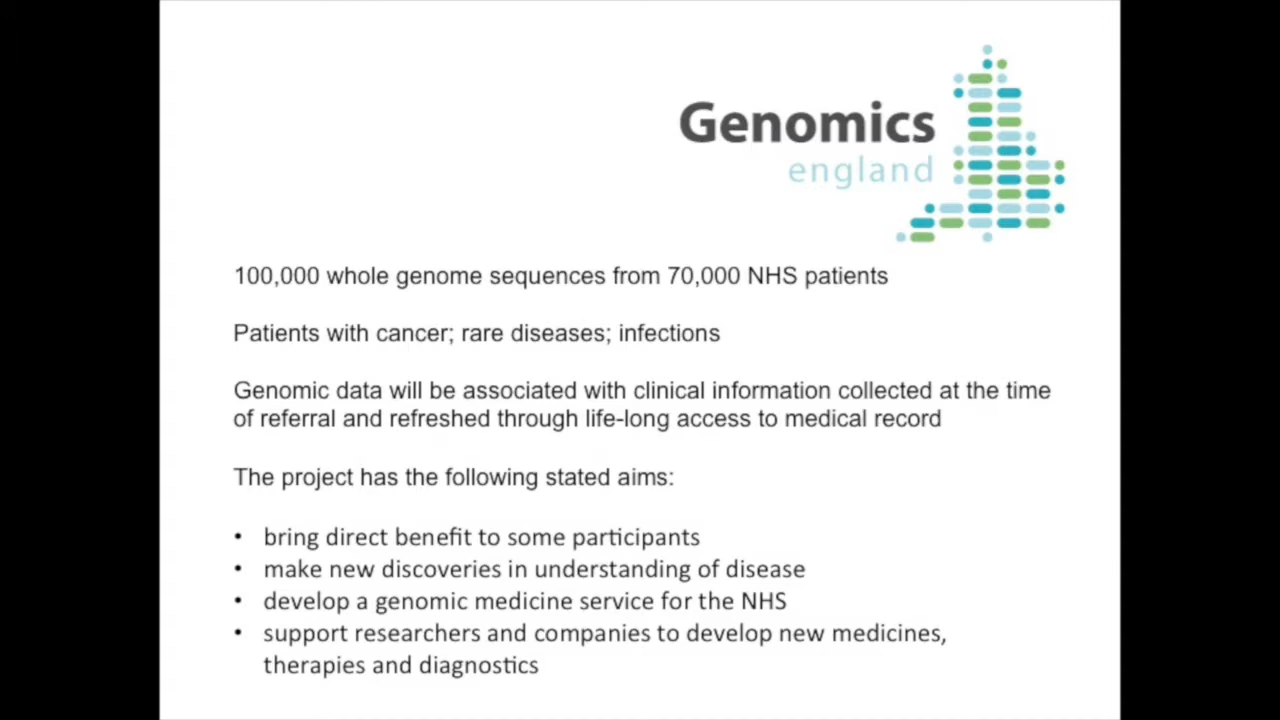 Genomics
england
100,000 whole genome sequences from 70,000 NHS patients
Patients with cancer; rare diseases; infections
Genomic data will be associated with clinical information collected at the time
of referral and refreshed through life-long access to medical record
The project has the following stated aims:
• bring direct benefit to some participants
• make new discoveries in understanding of disease
• develop a genomic medicine service for the NHS
• support researchers and companies to develop new medicines,
therapies and diagnostics